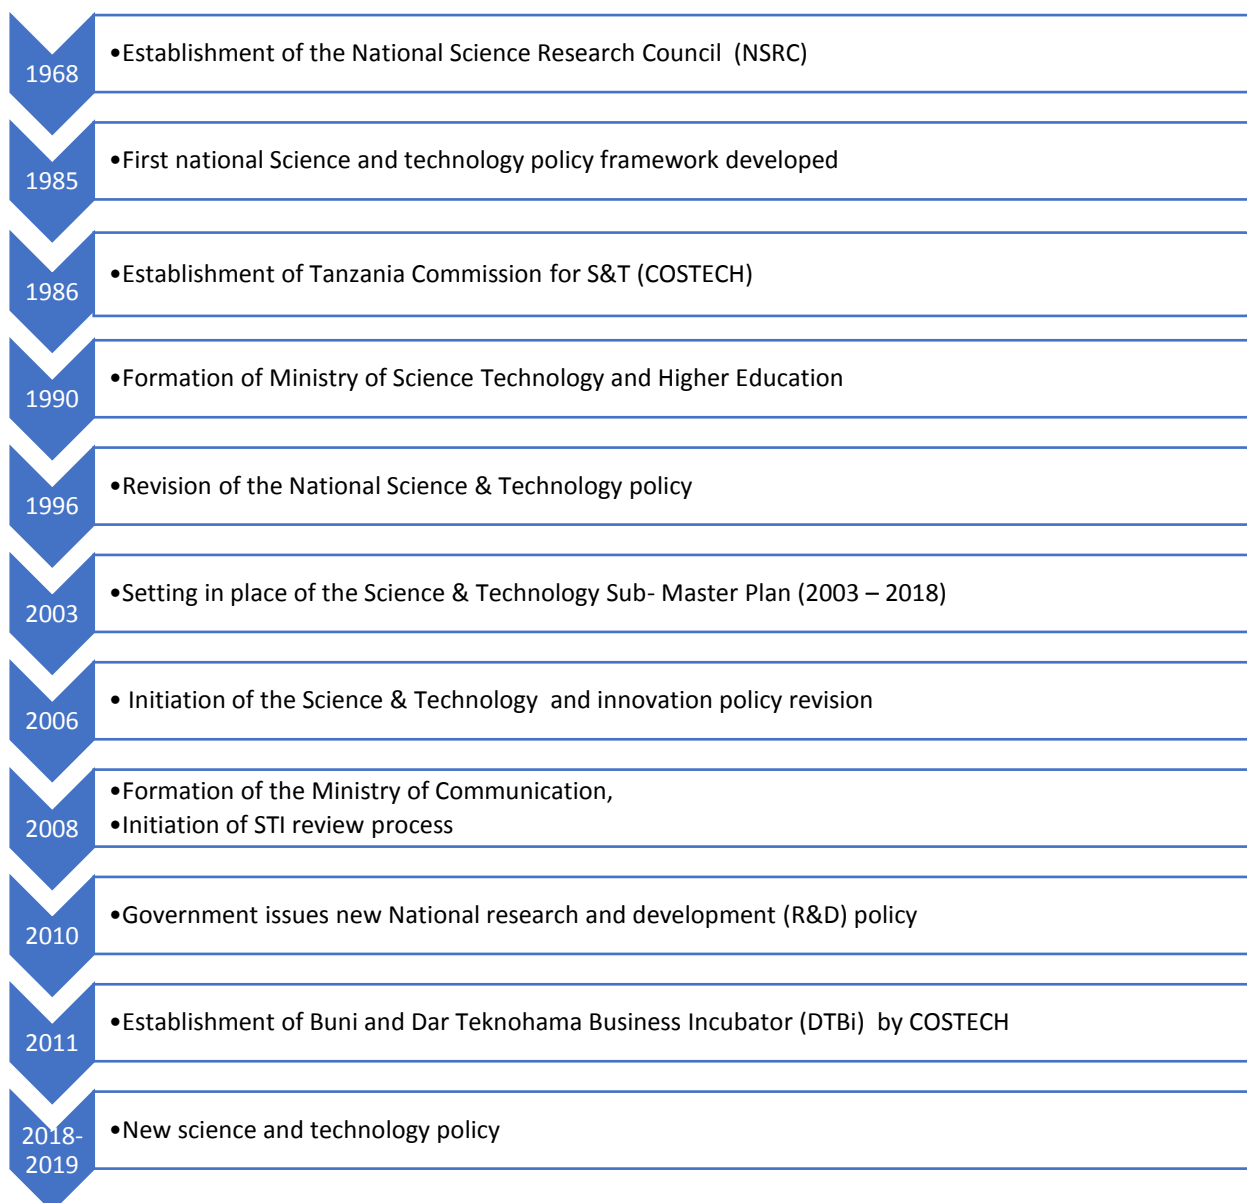 1968
•Establishment of the National Science Research Council  (NSRC)
1985
•First national Science and technology policy framework developed
1986
•Establishment of Tanzania Commission for S&T (COSTECH)
1990
•Formation of Ministry of Science Technology and Higher Education
1996
•Revision of the National Science & Technology policy
2003
•Setting in place of the Science & Technology Sub- Master Plan (2003 – 2018)
2006
• Initiation of the Science & Technology  and innovation policy revision
2008
•Formation of the Ministry of Communication,
•Initiation of STI review process
2010
•Government issues new National research and development (R&D) policy
2011
•Establishment of Buni and Dar Teknohama Business Incubator (DTBi)  by COSTECH
2018-
2019
•New science and technology policy